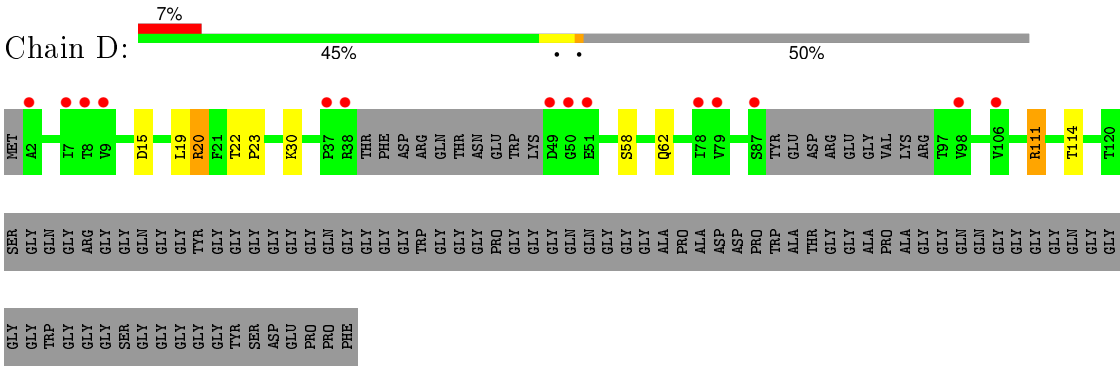 7%
Chain D:
45% • • 50%
MET A2 I7 T8 V9 D15 L19 R20 F21 T22 P23 K30 P37 R38 THR PHE ASP ARG GLN THR ASN GLU TRP LYS D49 G50 E51 S58 Q62 I78 V79 S87 TYR GLU ASP ARG GLU GLY VAL LYS ARG T97 V98 V106 R111 T114 T120
SER GLY GLN GLY ARG GLY GLY GLN GLY GLY GLY TYR GLY GLY GLY GLY GLY GLN GLY GLY GLY GLY TRP GLY GLY GLY PRO GLY GLY GLY GLN GLN GLY GLY GLY ALA PRO ALA ASP ASP PRO TRP ALA THR GLY GLY ALA PRO ALA GLY GLY GLN GLN GLY GLY GLY GLY GLN GLY GLY
GLY GLY TRP GLY GLY GLY SER GLY GLY GLY GLY GLY TYR SER ASP GLU PRO PRO PHE